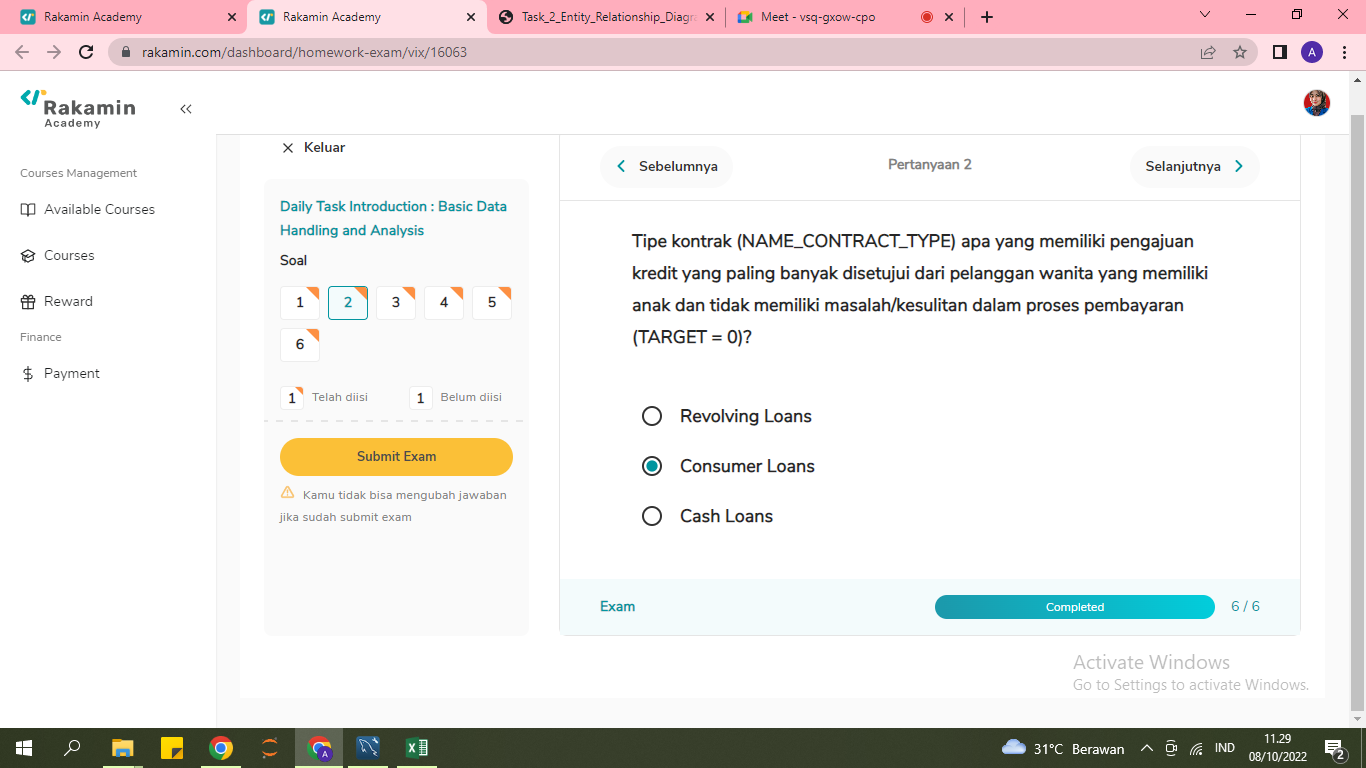 Rakamin Academy
Rakamin Academy
Task_2_Entity_Relationship_Diagra
Meet - vsq-gxow-cpo
rakamin.com/dashboard/homework-exam/vix/16063
A
Rakamin
Academy
Courses Management
Available Courses
Courses
Reward
Finance
Payment
Keluar
Daily Task Introduction : Basic Data
Handling and Analysis
Soal
1 2 3 4 5
6
1 Telah diisi 1 Belum diisi
Submit Exam
Kamu tidak bisa mengubah jawaban
jika sudah submit exam
Sebelumnya Pertanyaan 2 Selanjutnya
Tipe kontrak (NAME_CONTRACT_TYPE) apa yang memiliki pengajuan
kredit yang paling banyak disetujui dari pelanggan wanita yang memiliki
anak dan tidak memiliki masalah/kesulitan dalam proses pembayaran
(TARGET = 0)?
Revolving Loans
Consumer Loans
Cash Loans
Exam Completed 6 / 6
Activate Windows
Go to Settings to activate Windows.
A
31°C Berawan
IND
11.29
08/10/2022
2